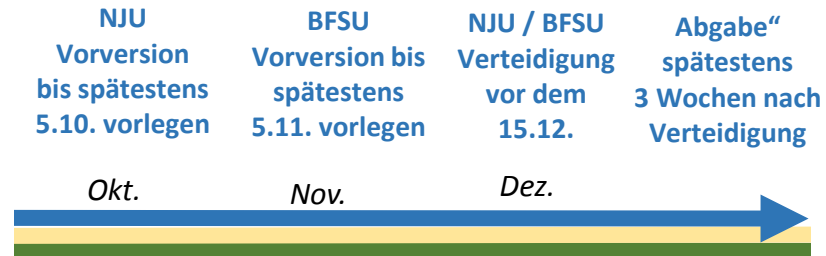 NJU
Vorversion
bis spätestens
5.10. vorlegen
BFSU
Vorversion bis
spätestens
5.11. vorlegen
NJU / BFSU
Verteidigung
vor dem
15.12.
Abgabe“
spätestens
3 Wochen nach
Verteidigung
Okt.
Nov.
Dez.